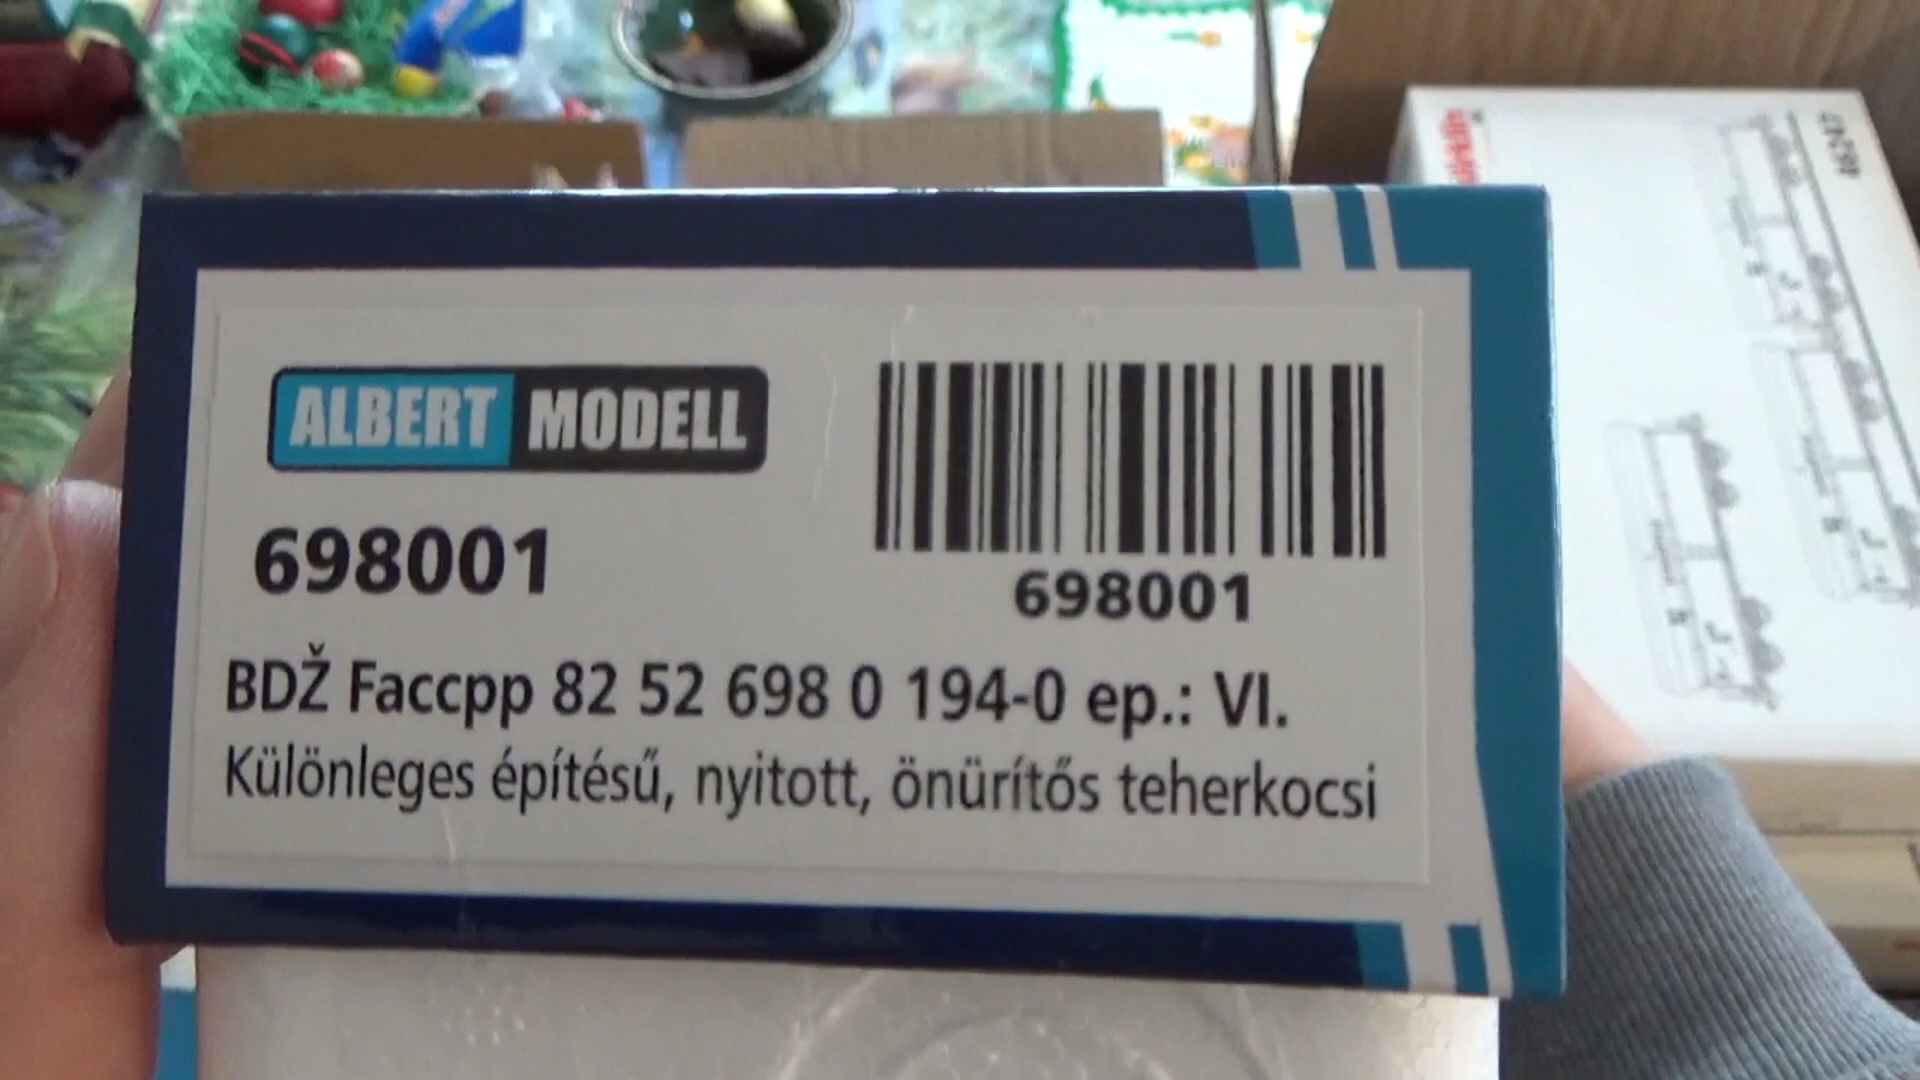 ALBERT MODELL
698001
698001
BDŽ Faccpp 82 52 698 0 194-0 ep.: VI.
Különleges építésű, nyitott, önürítős teherkocsi
märklin